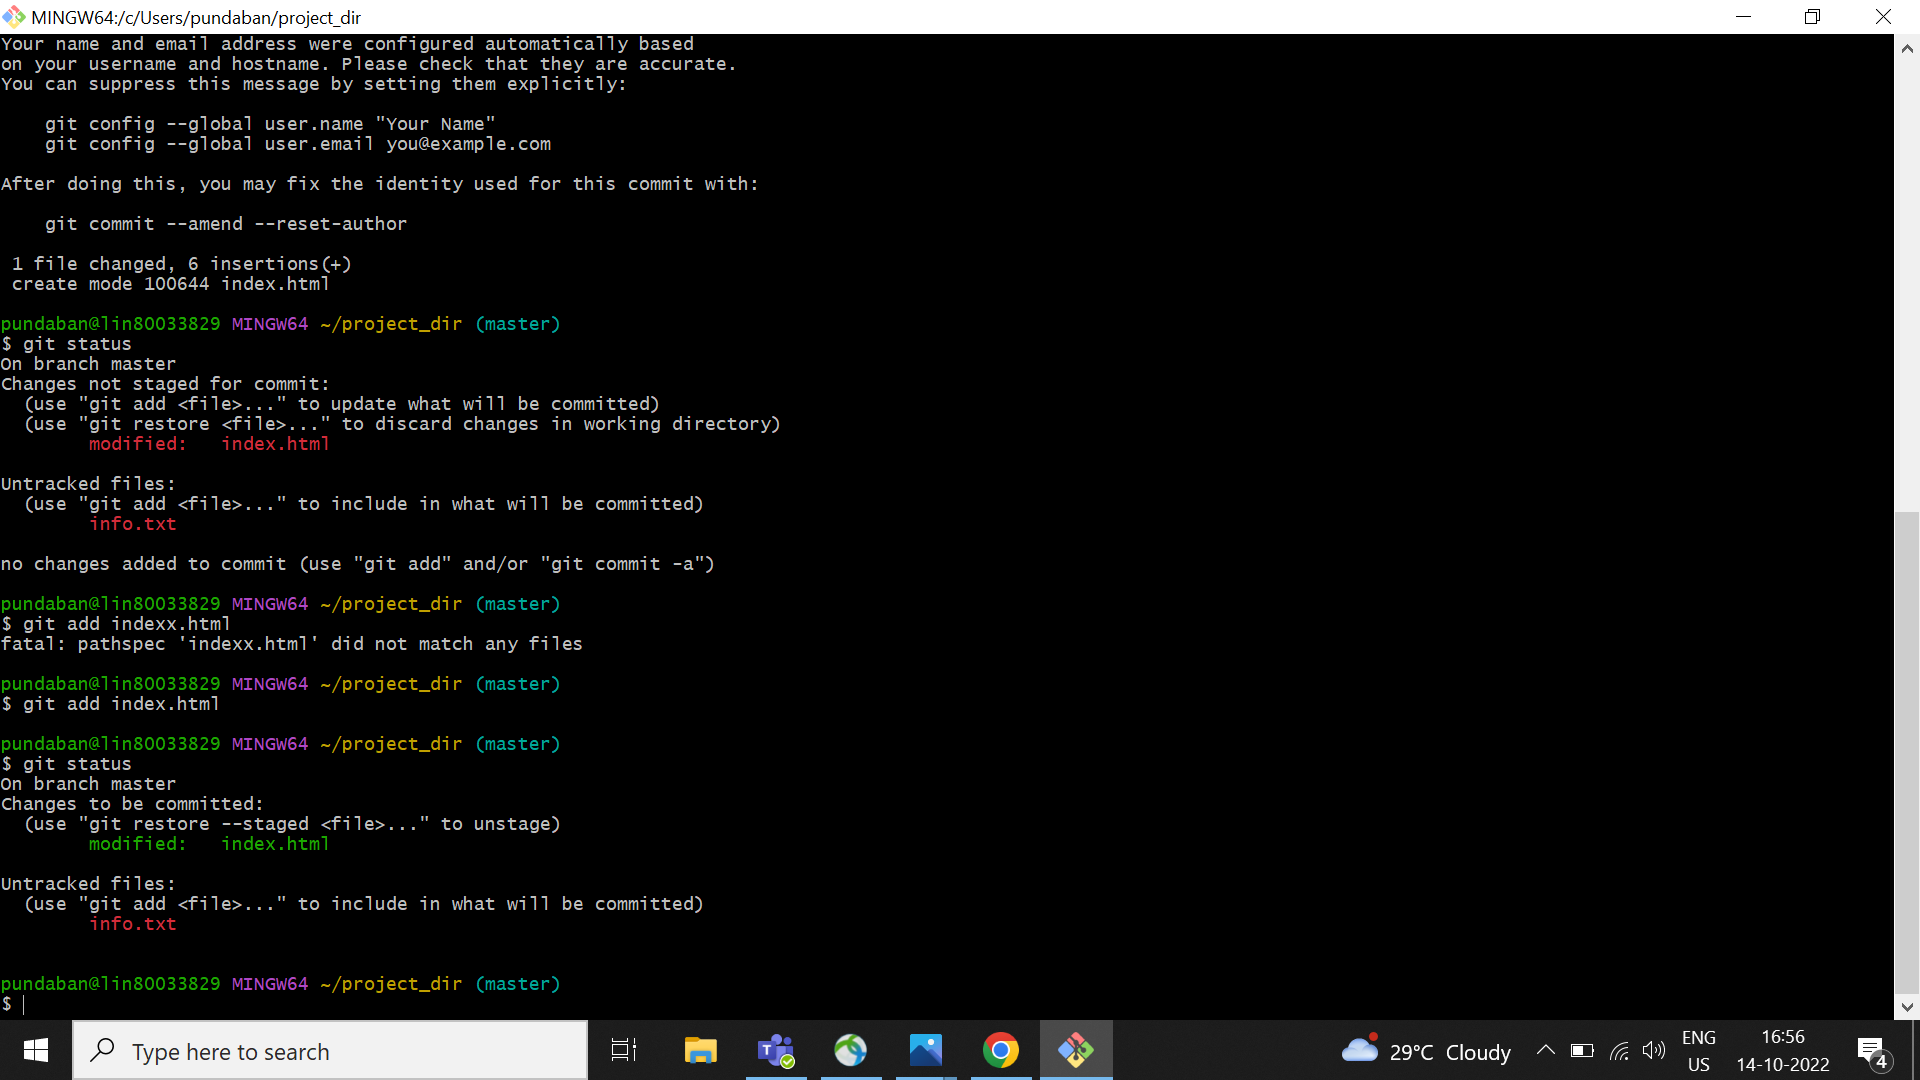 MINGW64:/c/Users/pundaban/project_dir
Your name and email address were configured automatically based
on your username and hostname. Please check that they are accurate.
You can suppress this message by setting them explicitly:
git config --global user.name "Your Name"
git config --global user.email you@example.com
After doing this, you may fix the identity used for this commit with:
git commit --amend --reset-author
1 file changed, 6 insertions(+)
create mode 100644 index.html
pundaban@lin80033829 MINGW64 ~/project_dir (master)
$ git status
On branch master
Changes not staged for commit:
(use "git add <file>..." to update what will be committed)
(use "git restore <file>..." to discard changes in working directory)
modified:   index.html
Untracked files:
(use "git add <file>..." to include in what will be committed)
info.txt
no changes added to commit (use "git add" and/or "git commit -a")
pundaban@lin80033829 MINGW64 ~/project_dir (master)
$ git add indexx.html
fatal: pathspec 'indexx.html' did not match any files
pundaban@lin80033829 MINGW64 ~/project_dir (master)
$ git add index.html
pundaban@lin80033829 MINGW64 ~/project_dir (master)
$ git status
On branch master
Changes to be committed:
(use "git restore --staged <file>..." to unstage)
modified:   index.html
Untracked files:
(use "git add <file>..." to include in what will be committed)
info.txt
pundaban@lin80033829 MINGW64 ~/project_dir (master)
$
Type here to search
29°C Cloudy
ENG
US
16:56
14-10-2022
4